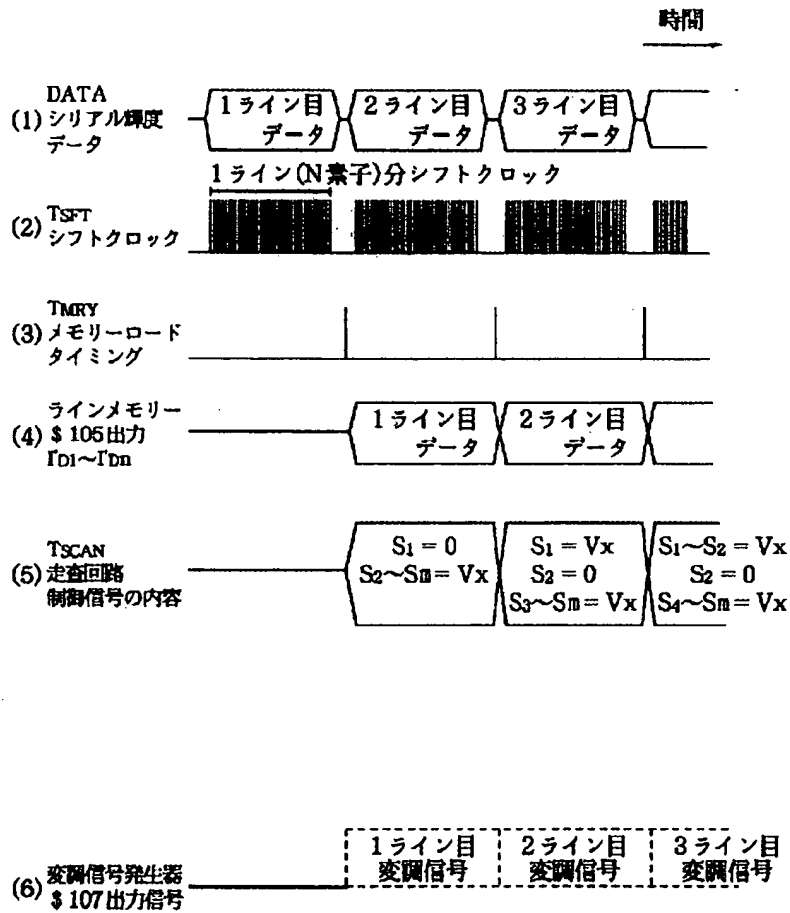 時間
(1) DATA
シリアル輝度
データ
1ライン目
データ
2ライン目
データ
3ライン目
データ
1ライン(N素子)分シフトクロック
(2) TSFT
シフトクロック
(3) TMRY
メモリーロード
タイミング
(4) ラインメモリー
$ 105出力
I'D1〜I'Dn
1ライン目
データ
2ライン目
データ
(5) TSCAN
走査回路
制御信号の内容
S1 = 0
S2〜Sm = Vx
S1 = Vx
S2 = 0
S3〜Sm = Vx
S1〜S2 = Vx
S2 = 0
S4〜Sm = Vx
(6) 変調信号発生器
$ 107出力信号
1ライン目
変調信号
2ライン目
変調信号
3ライン目
変調信号